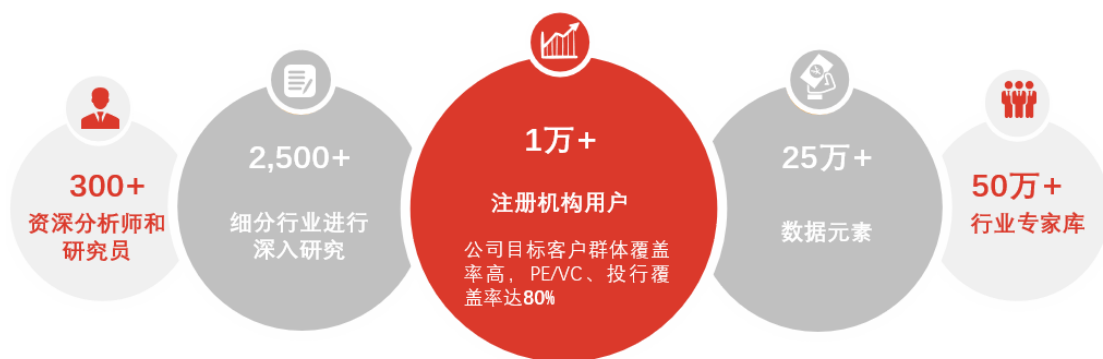 300+
资深分析师和
研究员
2,500+
细分行业进行
深入研究
1万+
注册机构用户
公司目标客户群体覆盖
率高，PE/VC、投行覆
盖率达80%
25万+
数据元素
50万+
行业专家库